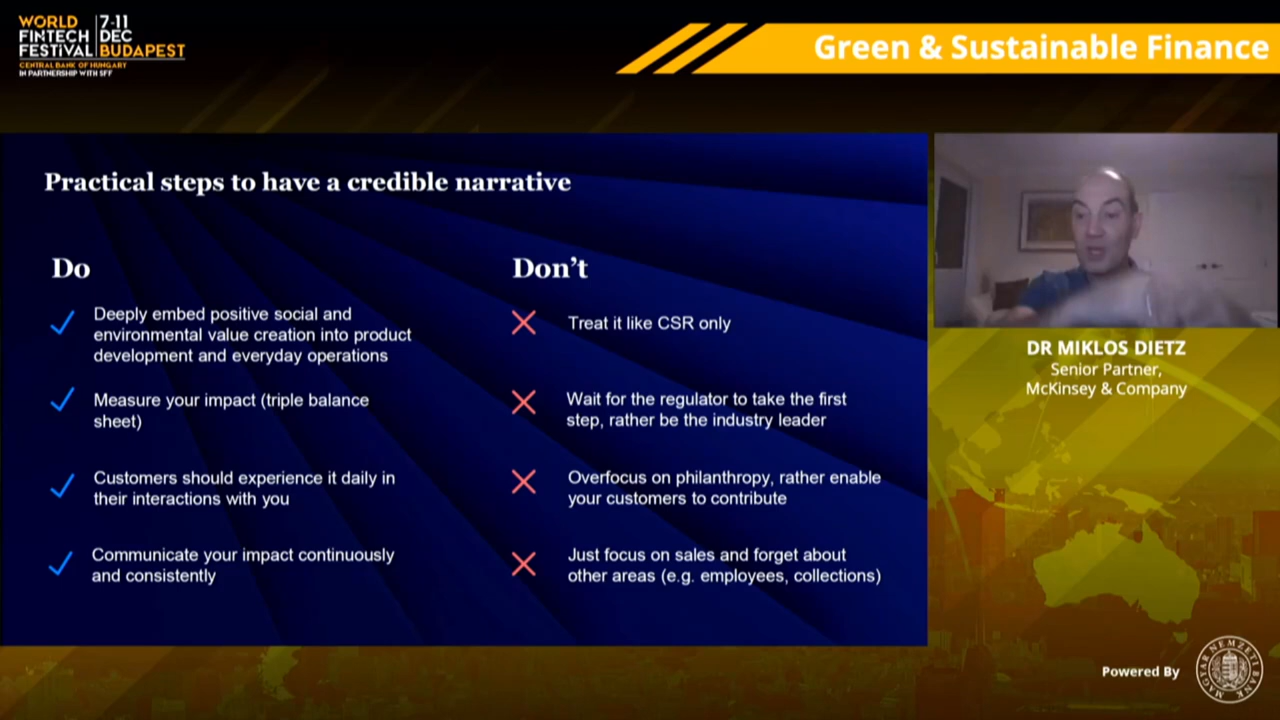 WORLD
FINTECH
FESTIVAL
7-11
DEC
BUDAPEST
CENTRAL BANK OF HUNGARY
IN PARTNERSHIP WITH SFF
Green & Sustainable Finance
Practical steps to have a credible narrative
Do
Deeply embed positive social and
environmental value creation into product
development and everyday operations
Measure your impact (triple balance
sheet)
Customers should experience it daily in
their interactions with you
Communicate your impact continuously
and consistently
Don’t
Treat it like CSR only
Wait for the regulator to take the first
step, rather be the industry leader
Overfocus on philanthropy, rather enable
your customers to contribute
Just focus on sales and forget about
other areas (e.g. employees, collections)
DR MIKLOS DIETZ
Senior Partner,
McKinsey & Company
Powered By
MAGYAR NEMZETI BANK